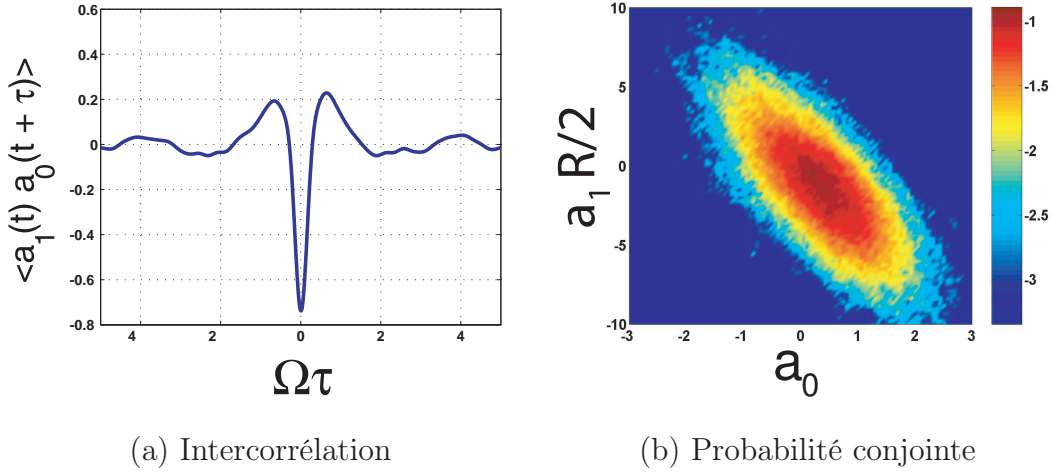 0.6
0.4
0.2
0
-0.2
-0.4
-0.6
-0.8
<a1(t) a0(t + τ)>
4 2 0 2 4
Ωτ
(a) Intercorrélation
10
5
0
-5
-10
a1 R/2
-3 -2 -1 0 1 2 3
a0
-1
-1.5
-2
-2.5
-3
(b) Probabilité conjointe